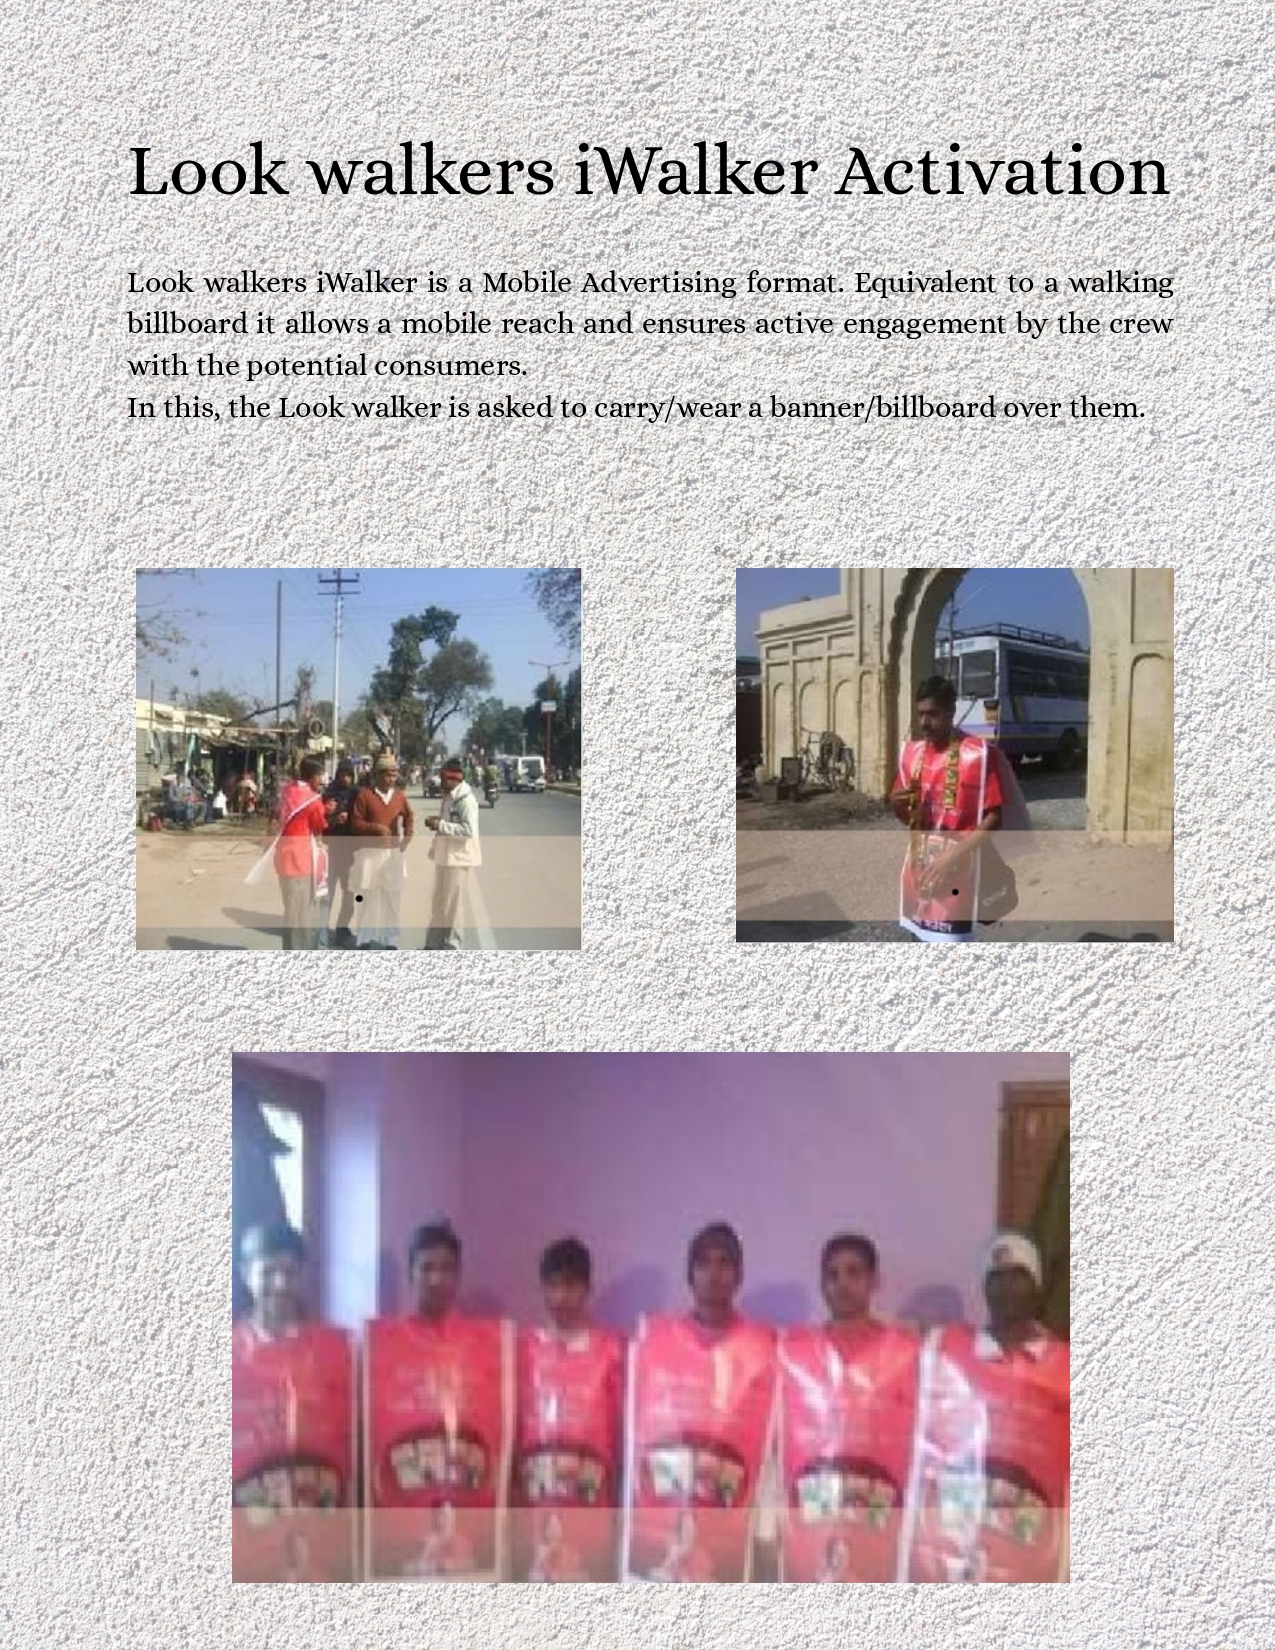 Look walkers iWalker Activation
Look walkers iWalker is a Mobile Advertising format. Equivalent to a walking
billboard it allows a mobile reach and ensures active engagement by the crew
with the potential consumers.
In this, the Look walker is asked to carry/wear a banner/billboard over them.